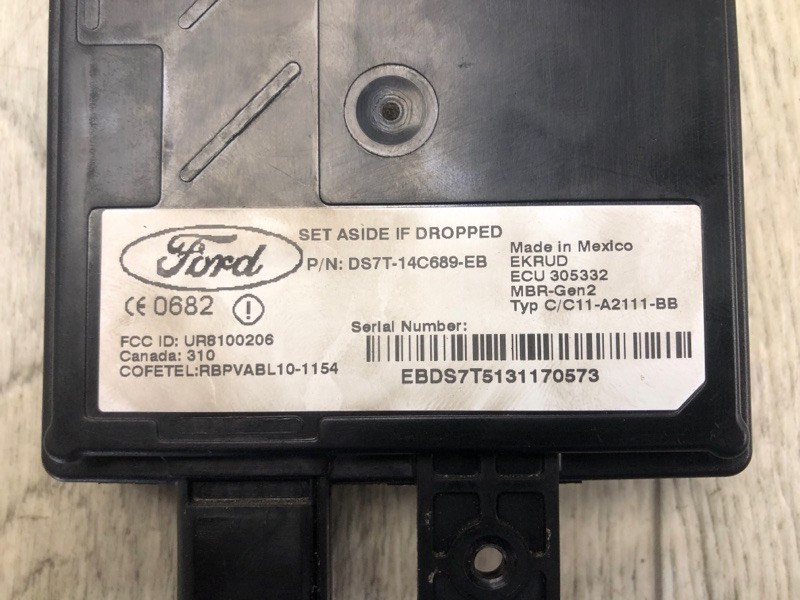 Ford
SET ASIDE IF DROPPED
P/N: DS7T-14C689-EB
Made in Mexico
EKRUD
ECU 305332
MBR-Gen2
Typ C/C11-A2111-BB
CE 0682
FCC ID: UR8100206
Canada: 310
COFETEL:RBPVABL10-1154
Serial Number:
EBDS7T5131170573